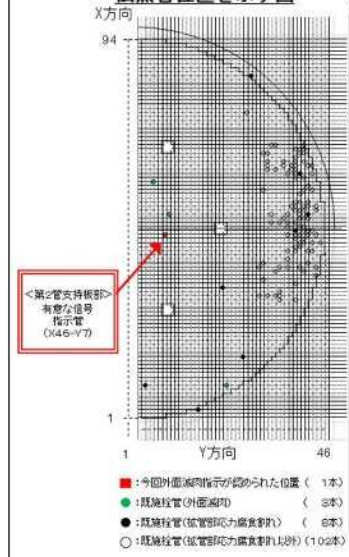 X方向
94
<第2管支持板部>
有意な信号
指示管
(X46-Y7)
1
1
Y方向
46
■:今回外面減肉指示が認められた位置( 1本)
●:既施栓管(外面減肉) ( 3本)
●:既施栓管(拡管部応力腐食割れ) ( 8本)
○:既施栓管(拡管部応力腐食割れ以外)(102本)